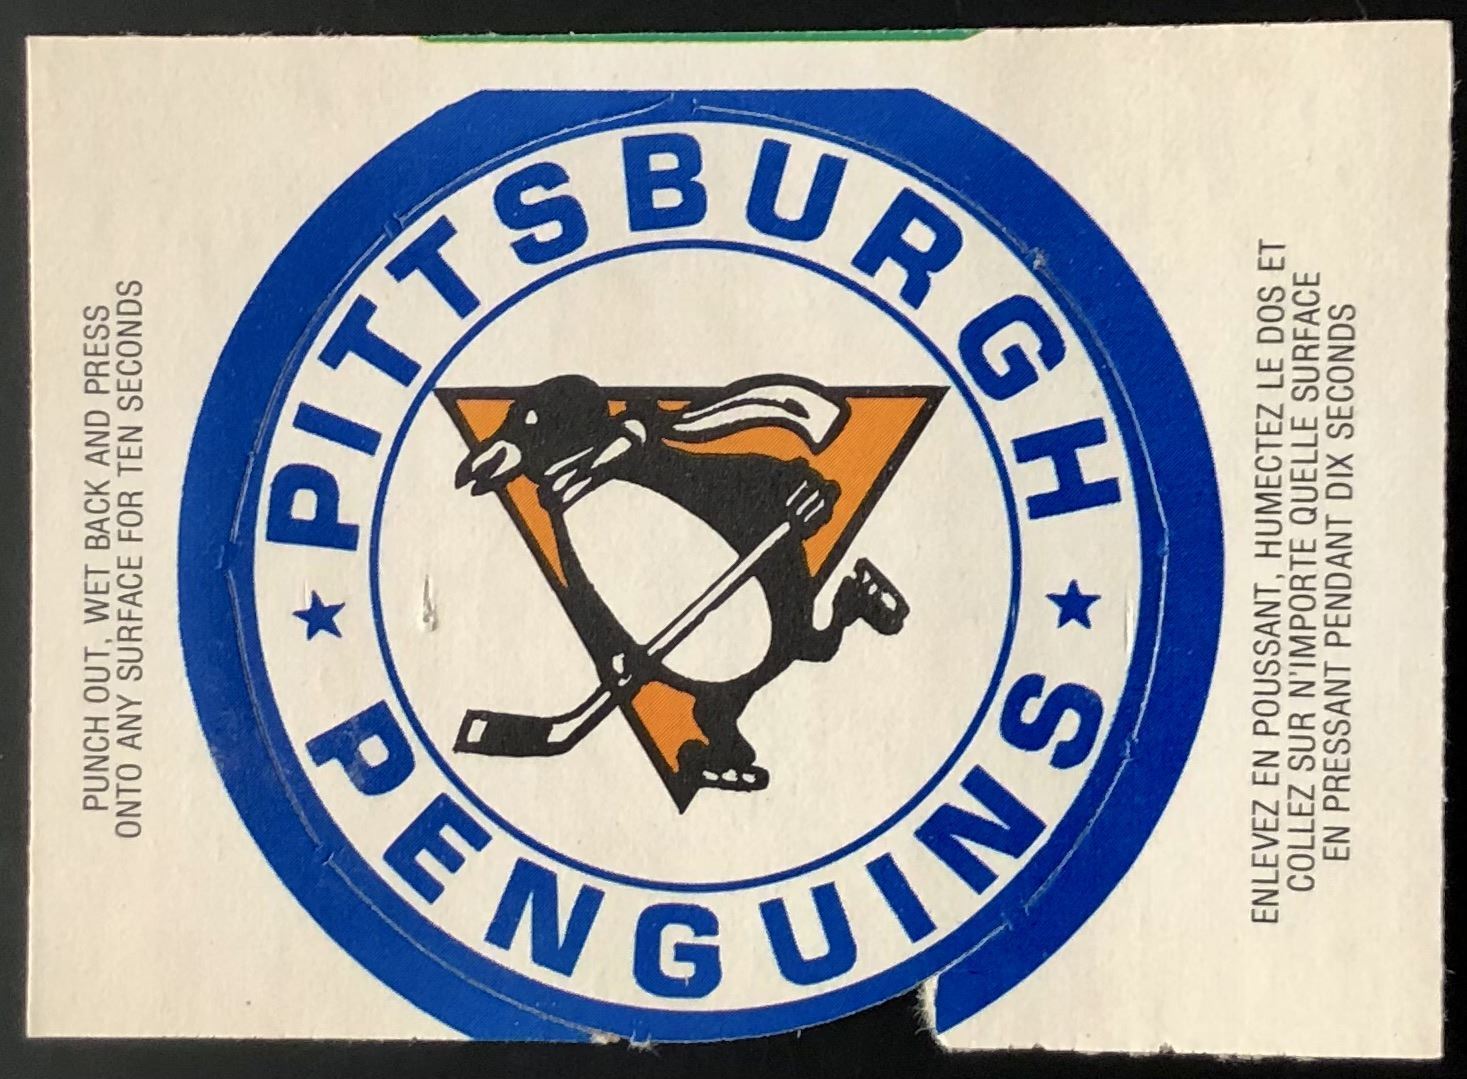 PUNCH OUT, WET BACK AND PRESS
ONTO ANY SURFACE FOR TEN SECONDS
PITTSBURGH
PENGUINS
ENLEVEZ EN POUSSANT, HUMECTEZ LE DOS ET
COLLEZ SUR N'IMPORTE QUELLE SURFACE
EN PRESSANT PENDANT DIX SECONDS